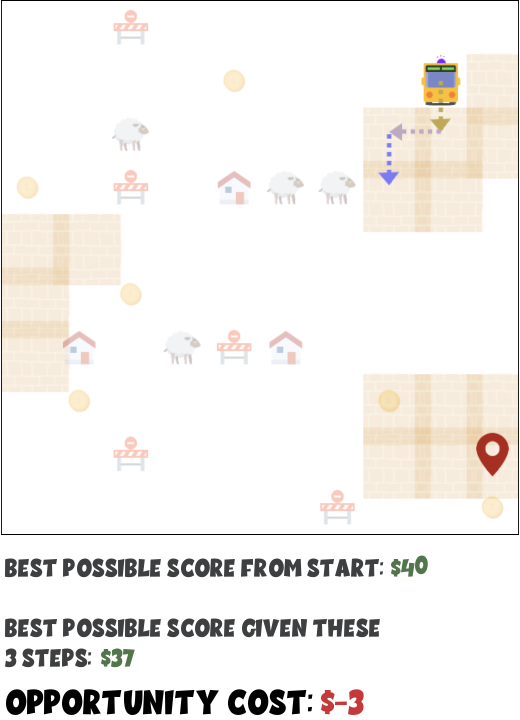 BEST POSSIBLE SCORE FROM START: $40
BEST POSSIBLE SCORE GIVEN THESE
3 STEPS: $37
OPPORTUNITY COST: $-3